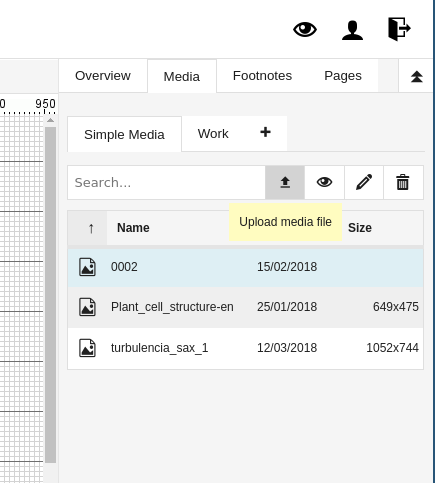 Overview Media Footnotes Pages
0 950
Simple Media Work +
Search...
Upload media file
↑ Name Size
0002 15/02/2018
Plant_cell_structure-en 25/01/2018 649x475
turbulencia_sax_1 12/03/2018 1052x744